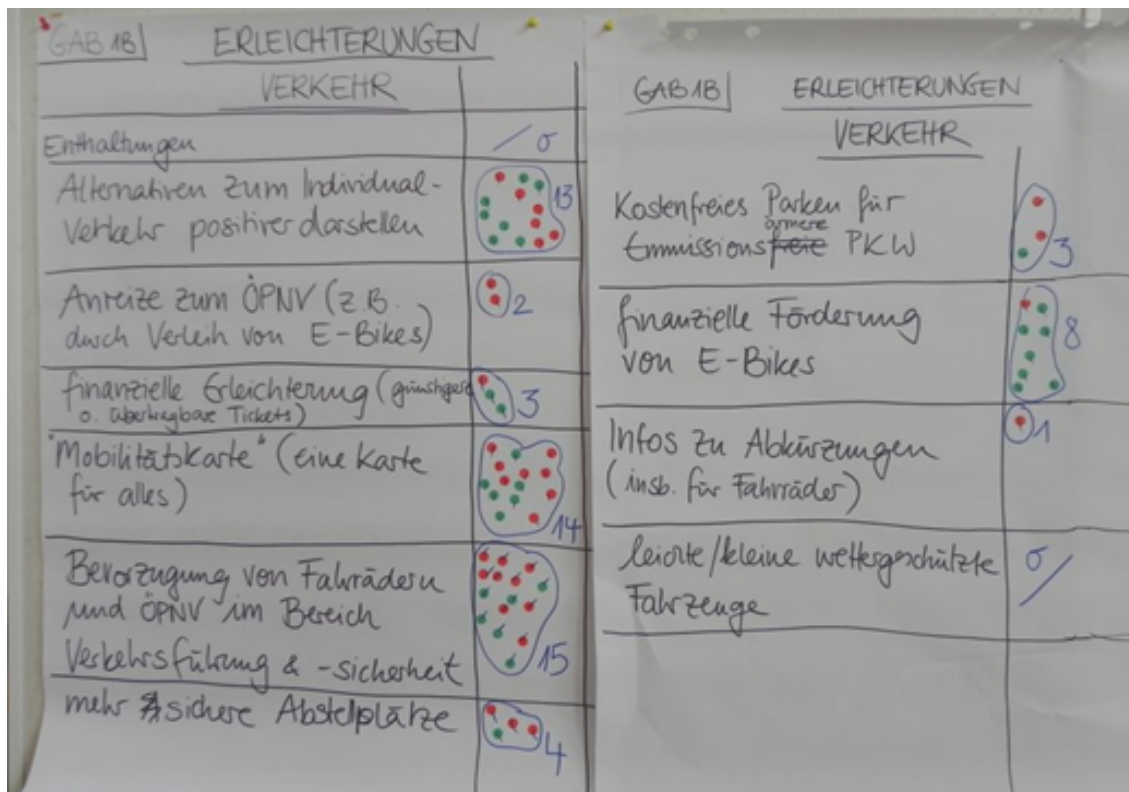 GAB 1B ERLEICHTERUNGEN
VERKEHR
Enthaltungen / 0
Alternativen zum Individual-
verkehr positiver darstellen 13
Anreize zum ÖPNV (z.B.
durch Verleih von E-Bikes) 2
finanzielle Erleichterung (günstigere
o. übertragbare Tickets) 3
"Mobilitätskarte" (eine Karte
für alles) 14
Bevorzugung von Fahrrädern
und ÖPNV im Bereich
Verkehrsführung & -sicherheit 15
mehr sichere Abstellplätze 4
GAB 1B ERLEICHTERUNGEN
VERKEHR
Kostenfreies Parken für
ärmere
Emmissionsfreie PKW 3
finanzielle Förderung
von E-Bikes 8
Infos zu Abkürzungen 1
(insb. für Fahrräder)
leichte/kleine wettergeschützte 0 /
Fahrzeuge